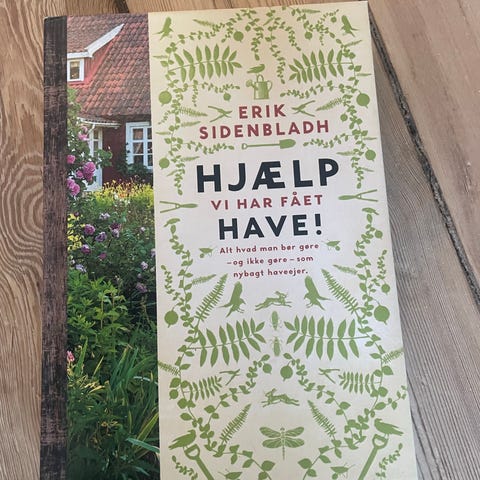 ERIK
SIDENBLADH
HJÆLP
VI HAR FÅET
HAVE!
Alt hvad man bør gøre
– og ikke gøre – som
nybagt haveejer.